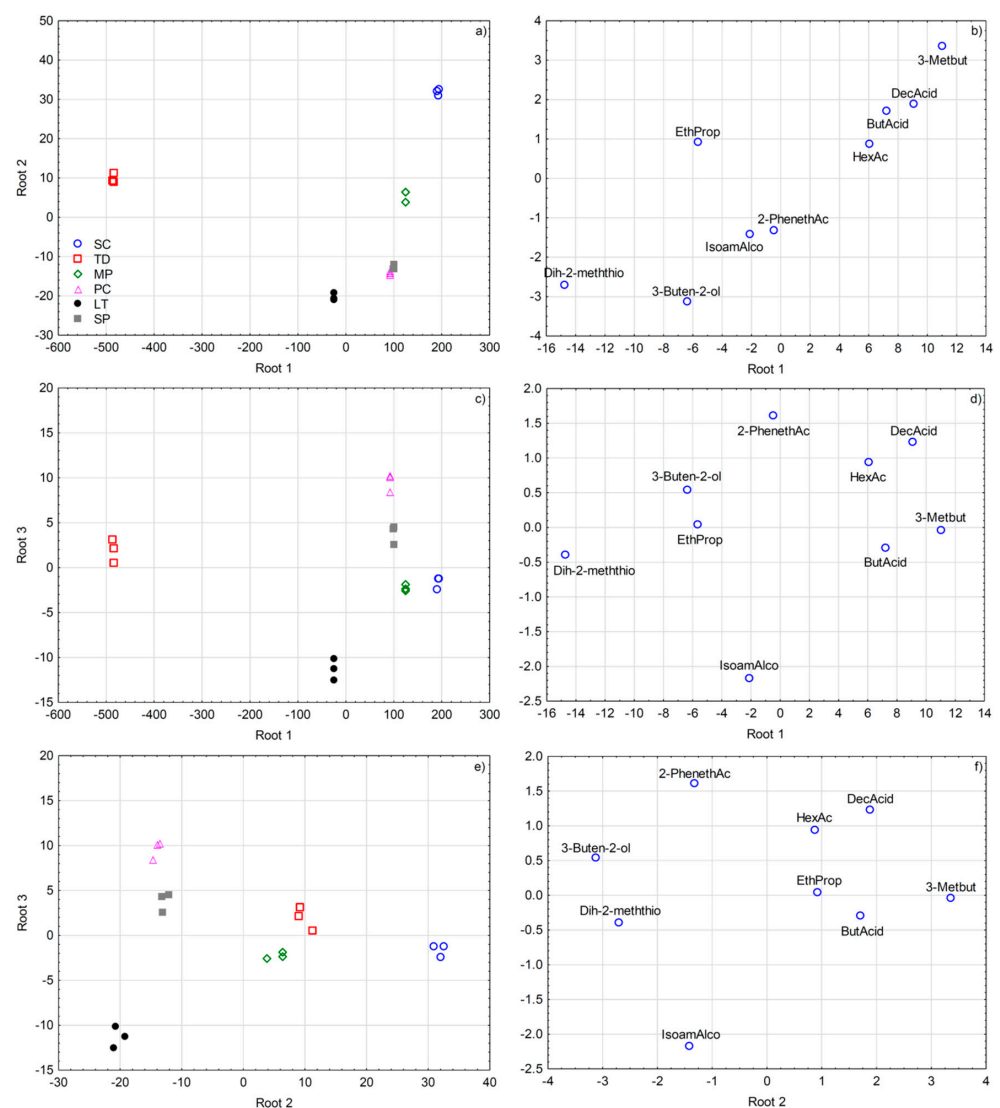 a)
50
40
30
20
10
0
-10
-20
-30
Root 2
SC
TD
MP
PC
LT
SP
-600 -500 -400 -300 -200 -100 0 100 200 300
Root 1
b)
4
3
2
1
0
-1
-2
-3
-4
3-Metbut
DecAcid
ButAcid
EthProp
HexAc
2-PhenethAc
IsoamAlco
Dih-2-meththio
3-Buten-2-ol
-16 -14 -12 -10 -8 -6 -4 -2 0 2 4 6 8 10 12 14
Root 1
c)
20
15
10
5
0
-5
-10
-15
Root 3
-600 -500 -400 -300 -200 -100 0 100 200 300
Root 1
d)
2.0
1.5
1.0
0.5
0.0
-0.5
-1.0
-1.5
-2.0
-2.5
2-PhenethAc
DecAcid
HexAc
3-Buten-2-ol
3-Metbut
EthProp
ButAcid
Dih-2-meththio
IsoamAlco
-16 -14 -12 -10 -8 -6 -4 -2 0 2 4 6 8 10 12 14
Root 1
e)
20
15
10
5
0
-5
-10
-15
Root 3
-30 -20 -10 0 10 20 30 40
Root 2
f)
2.0
1.5
1.0
0.5
0.0
-0.5
-1.0
-1.5
-2.0
-2.5
2-PhenethAc
DecAcid
HexAc
3-Buten-2-ol
EthProp
3-Metbut
Dih-2-meththio
ButAcid
IsoamAlco
-4 -3 -2 -1 0 1 2 3 4
Root 2